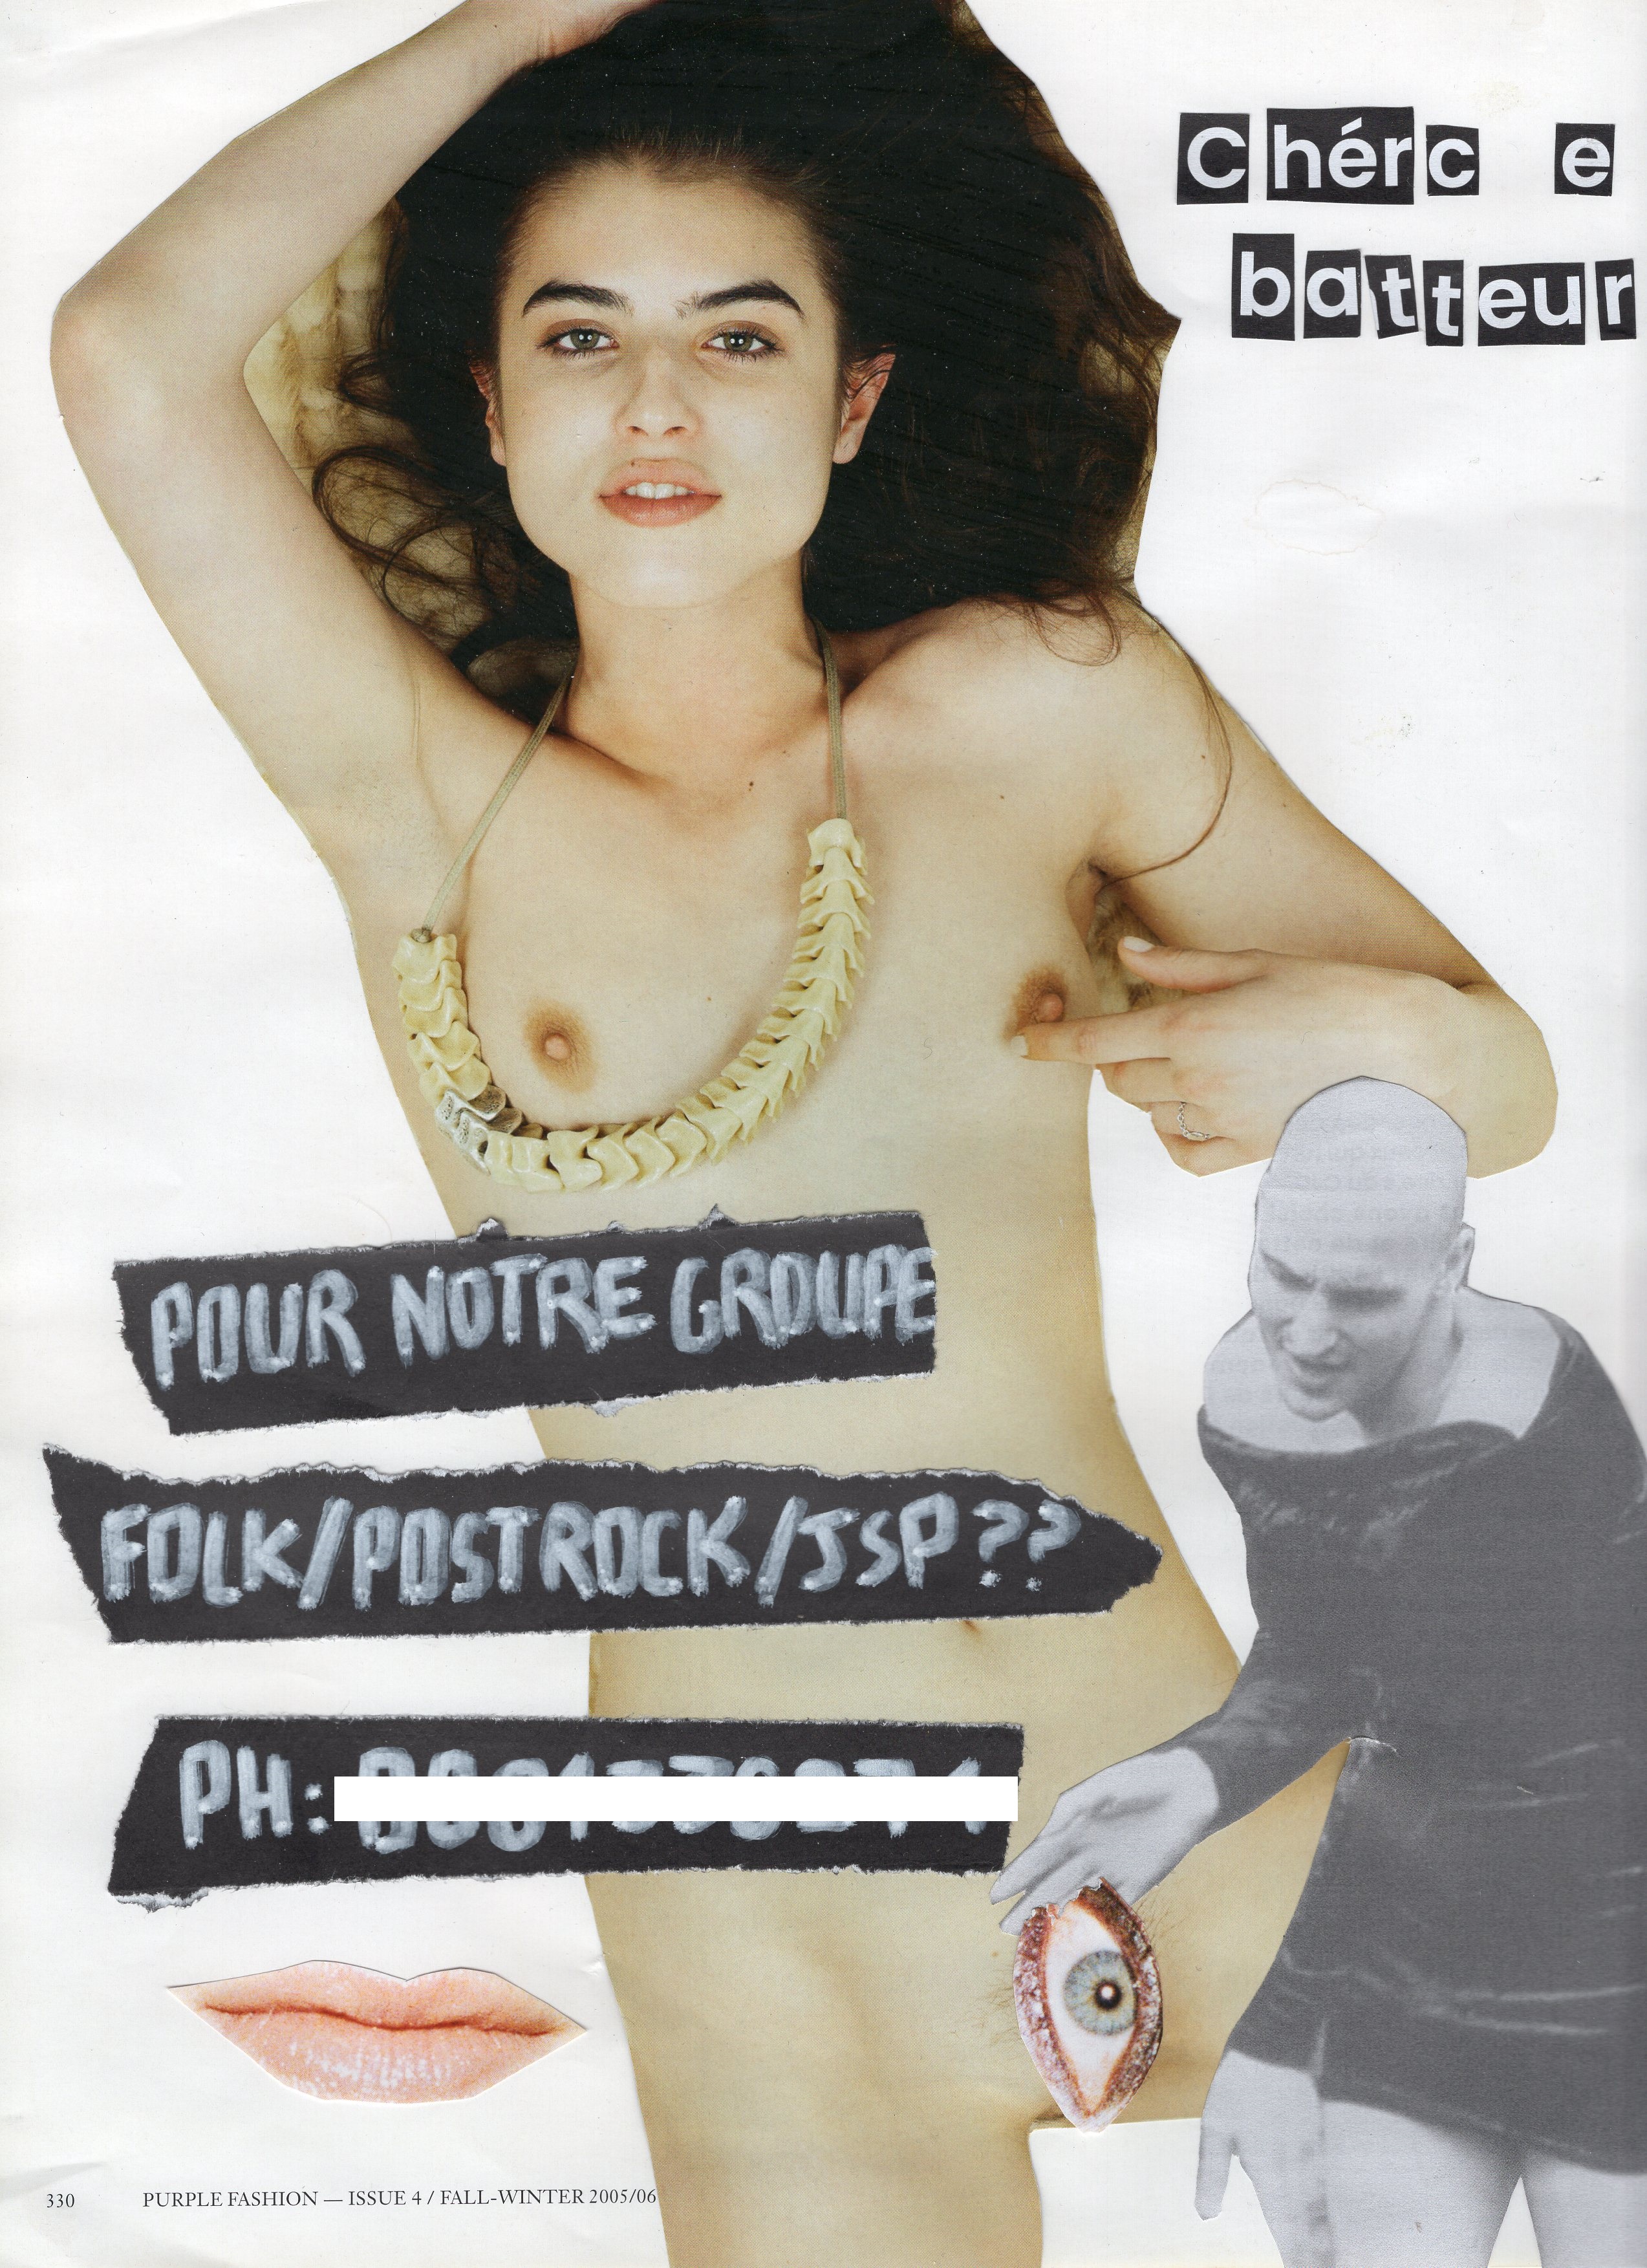 Chérc e
batteur
POUR NOTRE GROUPE
FOLK/POSTROCK/JSP??
PH:
330 PURPLE FASHION — ISSUE 4 / FALL-WINTER 2005/06